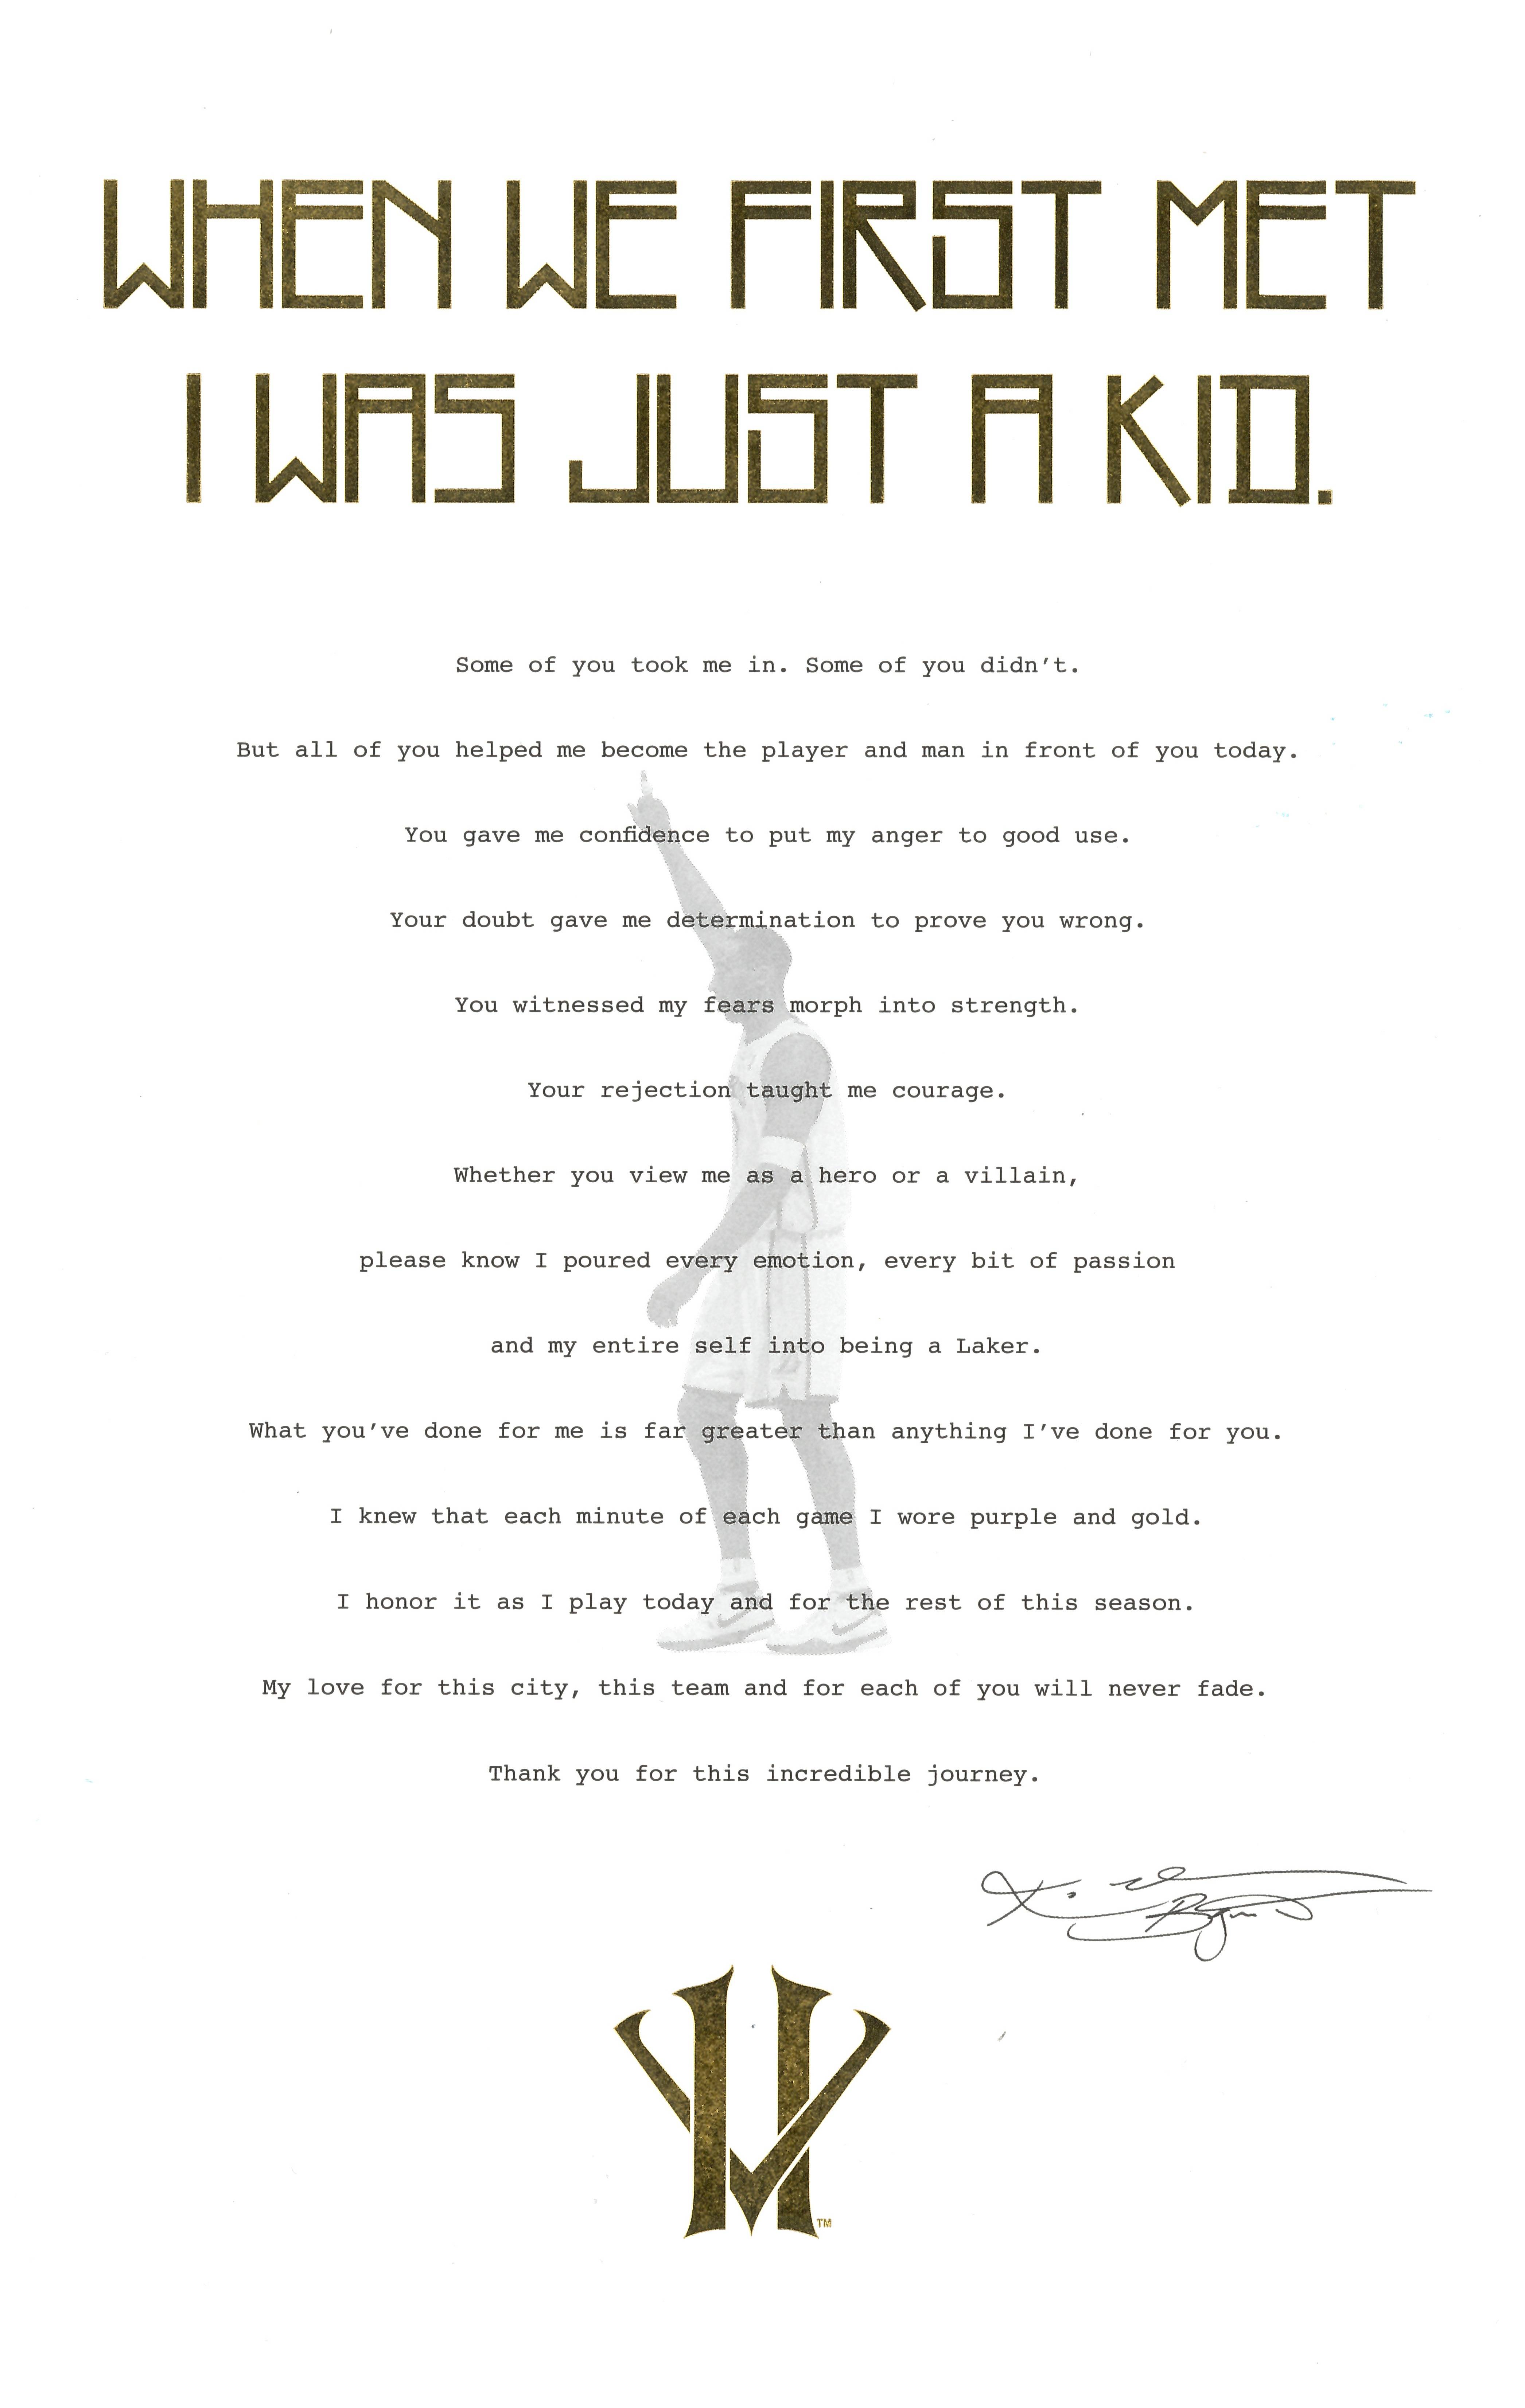 WHEN WE FIRST MET
I WAS JUST A KID.
Some of you took me in. Some of you didn't.
But all of you helped me become the player and man in front of you today.
You gave me confidence to put my anger to good use.
Your doubt gave me determination to prove you wrong.
You witnessed my fears morph into strength.
Your rejection taught me courage.
Whether you view me as a hero or a villain,
please know I poured every emotion, every bit of passion
and my entire self into being a Laker.
What you've done for me is far greater than anything I've done for you.
I knew that each minute of each game I wore purple and gold.
I honor it as I play today and for the rest of this season.
My love for this city, this team and for each of you will never fade.
Thank you for this incredible journey.
TM